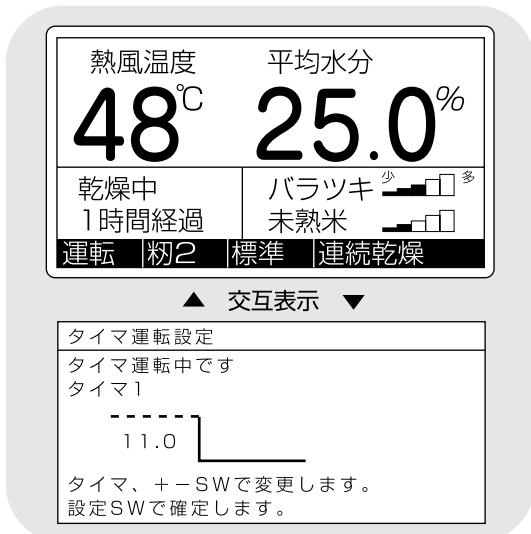 熱風温度 平均水分
48℃ 25.0%
乾燥中 バラツキ 少 多
1時間経過 未熟米
運転 籾2 標準 連続乾燥
▲ 交互表示 ▼
タイマ運転設定
タイマ運転中です
タイマ1
11.0
タイマ、+−SWで変更します。
設定SWで確定します。